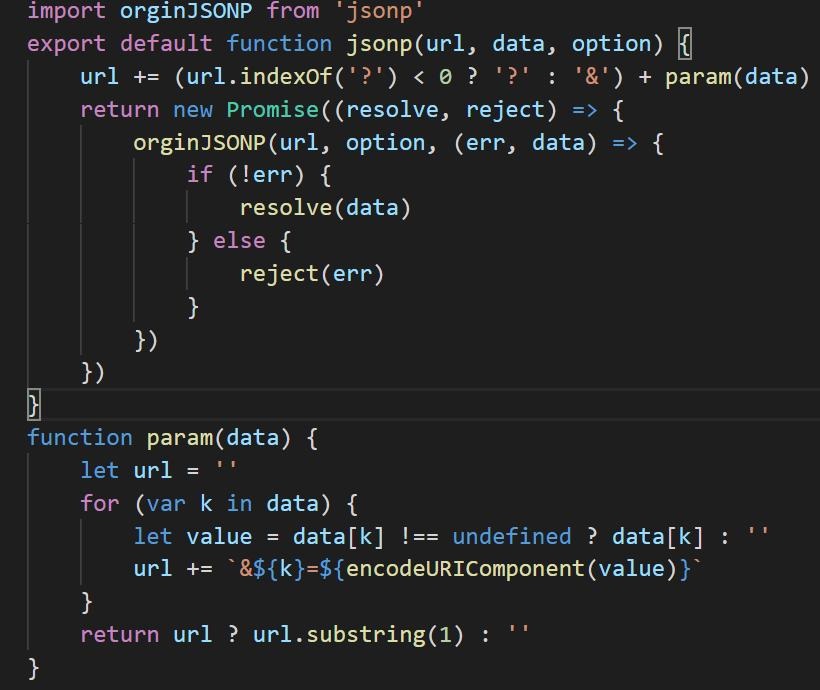 import orginJSONP from 'jsonp'
export default function jsonp(url, data, option) {
    url += (url.indexOf('?') < 0 ? '?' : '&') + param(data)
    return new Promise((resolve, reject) => {
        orginJSONP(url, option, (err, data) => {
            if (!err) {
                resolve(data)
            } else {
                reject(err)
            }
        })
    })
}
function param(data) {
    let url = ''
    for (var k in data) {
        let value = data[k] !== undefined ? data[k] : ''
        url += `&${k}=${encodeURIComponent(value)}`
    }
    return url ? url.substring(1) : ''
}